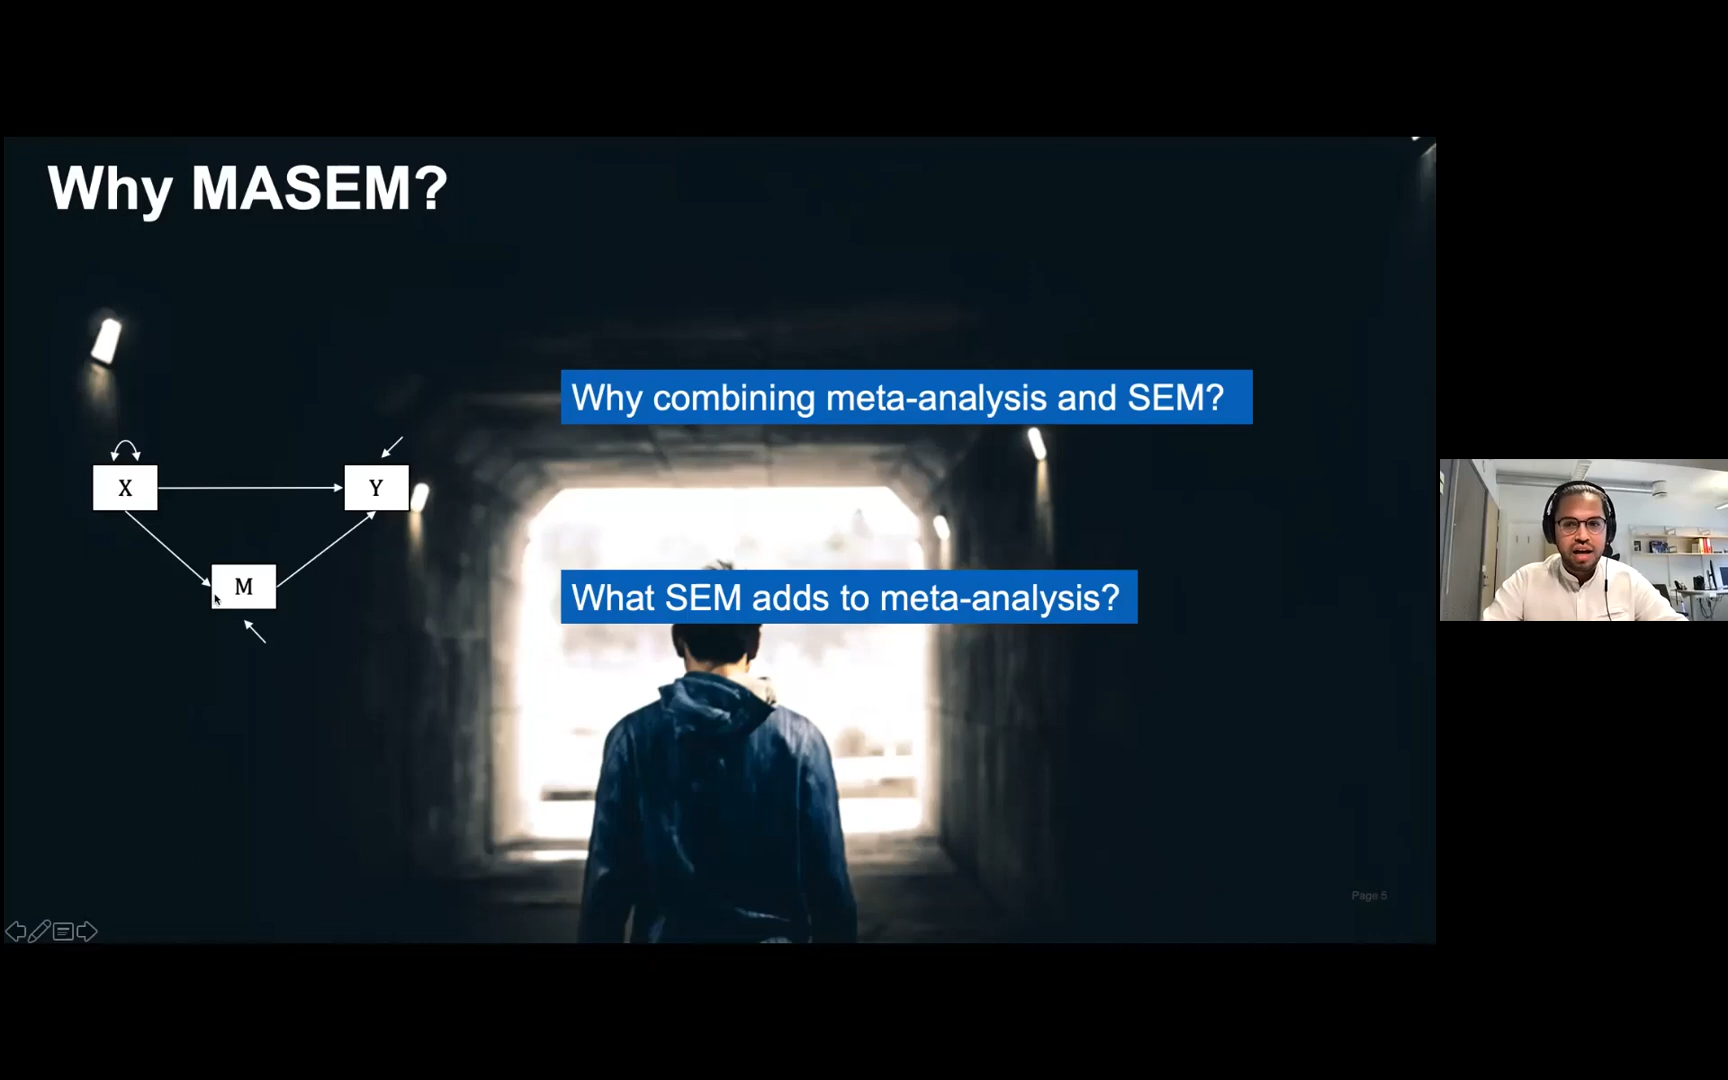 Why MASEM?
Why combining meta-analysis and SEM?
X
Y
M
What SEM adds to meta-analysis?
Page 5